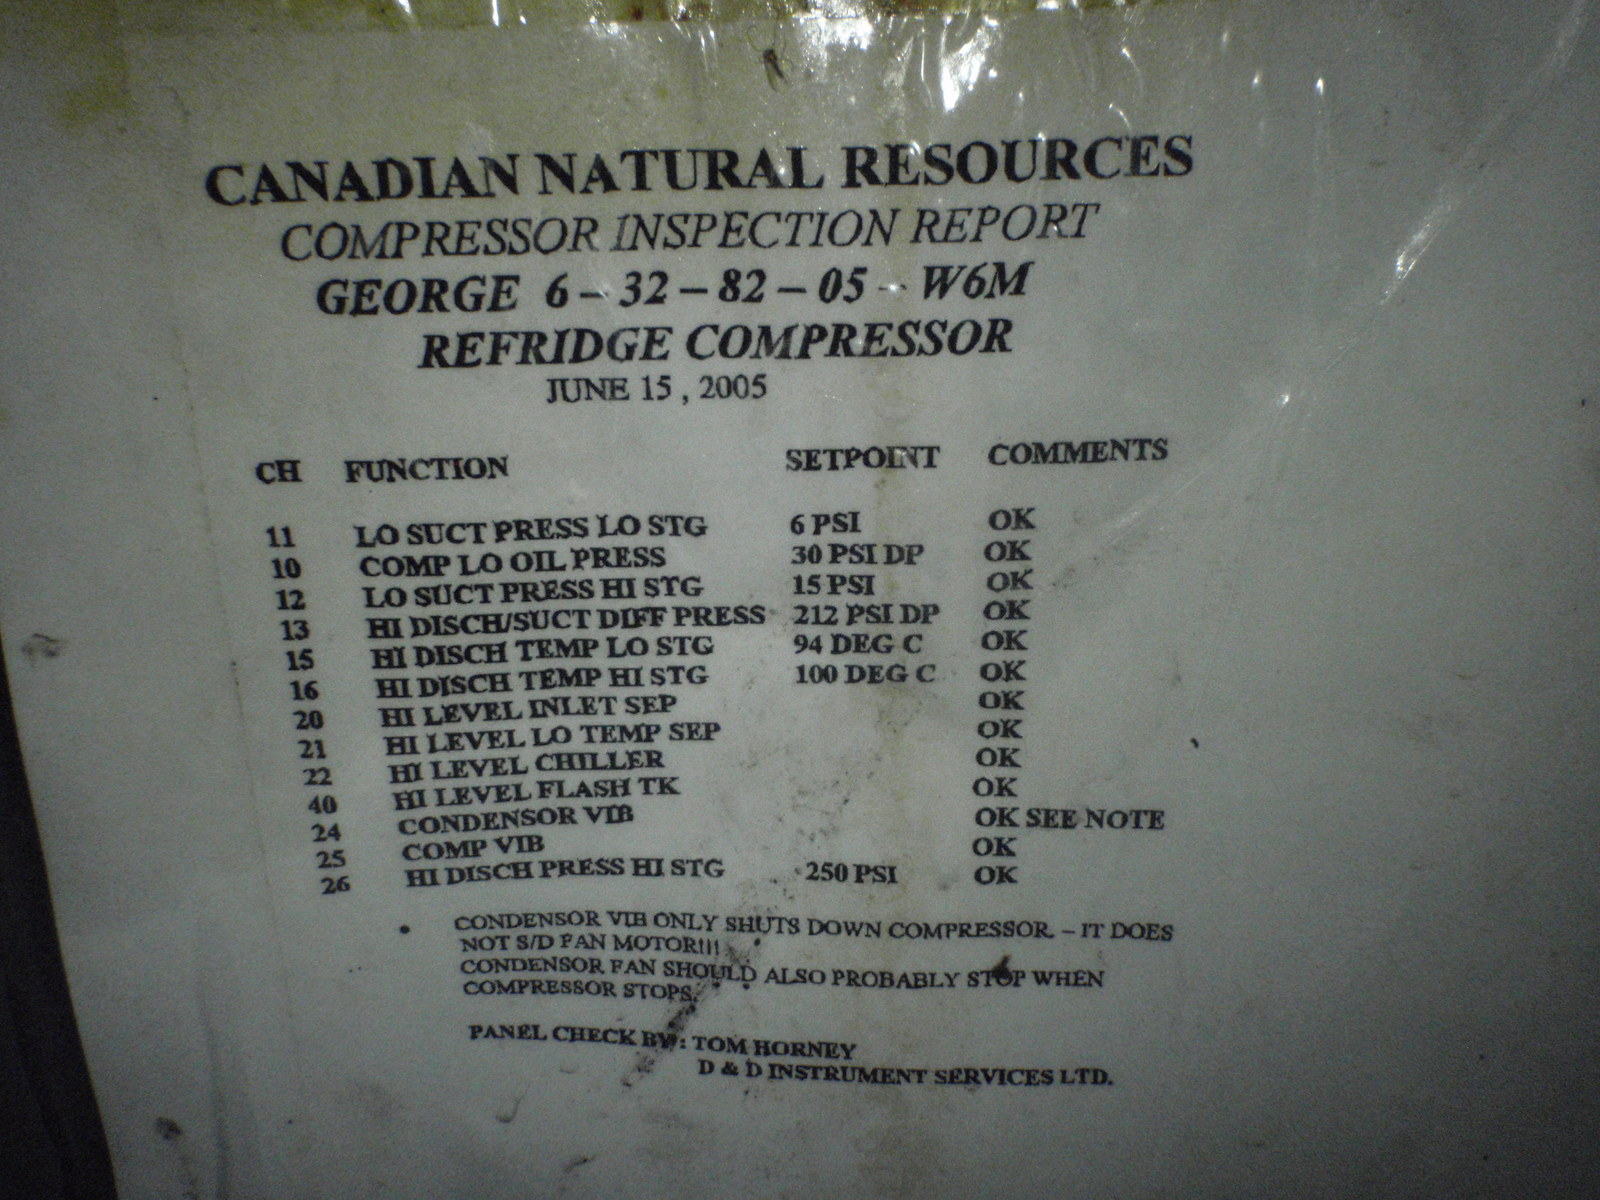 CANADIAN NATURAL RESOURCES
COMPRESSOR INSPECTION REPORT
GEORGE 6 – 32 – 82 – 05 – W6M
REFRIDGE COMPRESSOR
JUNE 15 , 2005
CH FUNCTION SETPOINT COMMENTS
11 LO SUCT PRESS LO STG 6 PSI OK
10 COMP LO OIL PRESS 30 PSI DP OK
12 LO SUCT PRESS HI STG 15 PSI OK
13 HI DISCH/SUCT DIFF PRESS 212 PSI DP OK
15 HI DISCH TEMP LO STG 94 DEG C OK
16 HI DISCH TEMP HI STG 100 DEG C OK
20 HI LEVEL INLET SEP OK
21 HI LEVEL LO TEMP SEP OK
22 HI LEVEL CHILLER OK
40 HI LEVEL FLASH TK OK
24 CONDENSOR VIB OK SEE NOTE
25 COMP VIB OK
26 HI DISCH PRESS HI STG 250 PSI OK
• CONDENSOR VIB ONLY SHUTS DOWN COMPRESSOR – IT DOES
NOT S/D FAN MOTOR!!!
CONDENSOR FAN SHOULD ALSO PROBABLY STOP WHEN
COMPRESSOR STOPS.
PANEL CHECK BY: TOM HORNEY
D & D INSTRUMENT SERVICES LTD.